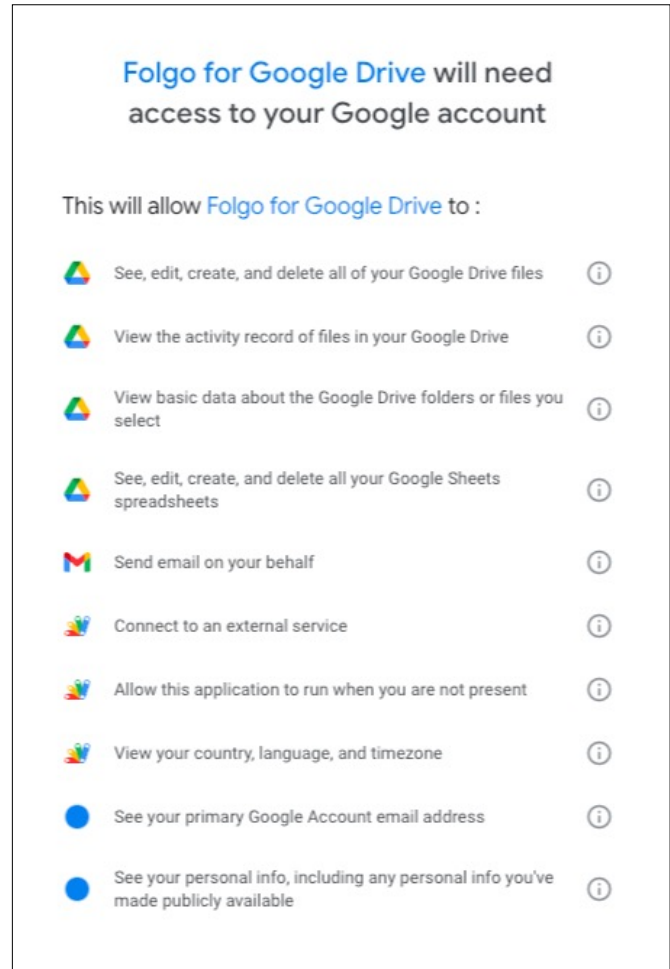 Folgo for Google Drive will need
access to your Google account
This will allow Folgo for Google Drive to :
See, edit, create, and delete all of your Google Drive files
View the activity record of files in your Google Drive
View basic data about the Google Drive folders or files you
select
See, edit, create, and delete all your Google Sheets
spreadsheets
Send email on your behalf
Connect to an external service
Allow this application to run when you are not present
View your country, language, and timezone
See your primary Google Account email address
See your personal info, including any personal info you've
made publicly available